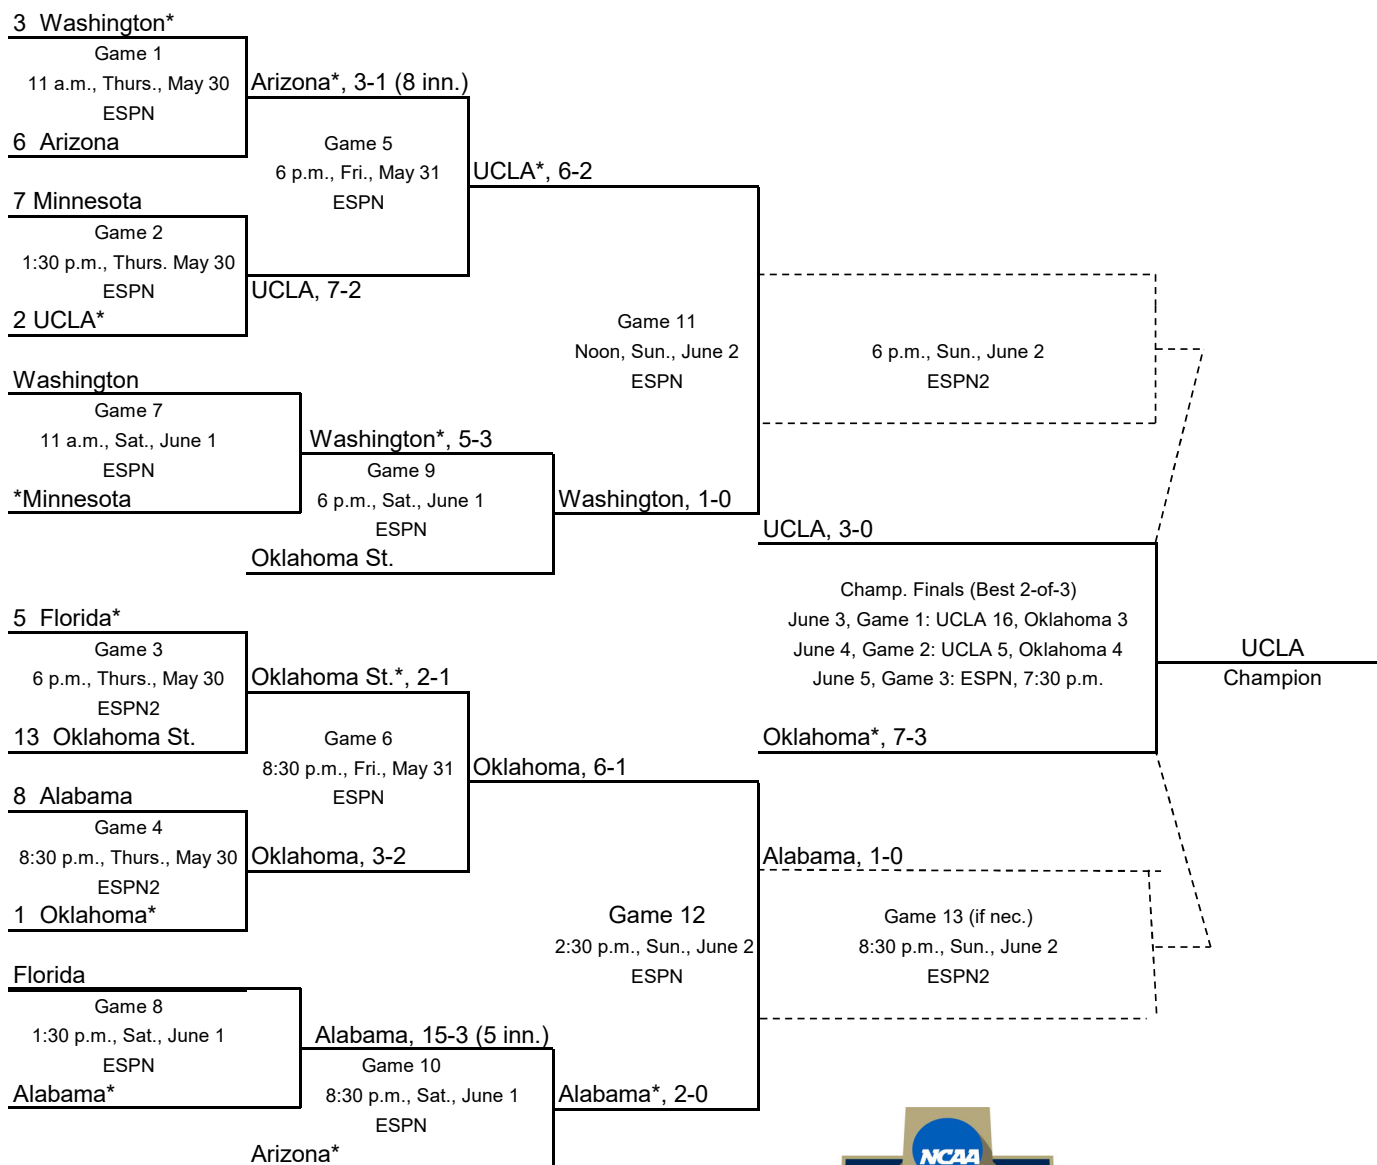 3 Washington*
Game 1
11 a.m., Thurs., May 30
ESPN
6 Arizona
Arizona*, 3-1 (8 inn.)
Game 5
6 p.m., Fri., May 31
ESPN
UCLA*, 6-2
7 Minnesota
Game 2
1:30 p.m., Thurs. May 30
ESPN
2 UCLA*
UCLA, 7-2
Game 11
Noon, Sun., June 2
ESPN
6 p.m., Sun., June 2
ESPN2
Washington
Game 7
11 a.m., Sat., June 1
ESPN
*Minnesota
Washington*, 5-3
Game 9
6 p.m., Sat., June 1
ESPN
Oklahoma St.
Washington, 1-0
UCLA, 3-0
Champ. Finals (Best 2-of-3)
June 3, Game 1: UCLA 16, Oklahoma 3
June 4, Game 2: UCLA 5, Oklahoma 4
June 5, Game 3: ESPN, 7:30 p.m.
UCLA
Champion
Oklahoma*, 7-3
5 Florida*
Game 3
6 p.m., Thurs., May 30
ESPN2
13 Oklahoma St.
Oklahoma St.*, 2-1
Game 6
8:30 p.m., Fri., May 31
ESPN
Oklahoma, 6-1
8 Alabama
Game 4
8:30 p.m., Thurs., May 30
ESPN2
1 Oklahoma*
Oklahoma, 3-2
Alabama, 1-0
Game 12
2:30 p.m., Sun., June 2
ESPN
Game 13 (if nec.)
8:30 p.m., Sun., June 2
ESPN2
Florida
Game 8
1:30 p.m., Sat., June 1
ESPN
Alabama*
Alabama, 15-3 (5 inn.)
Game 10
8:30 p.m., Sat., June 1
ESPN
Arizona*
Alabama*, 2-0
NCAA